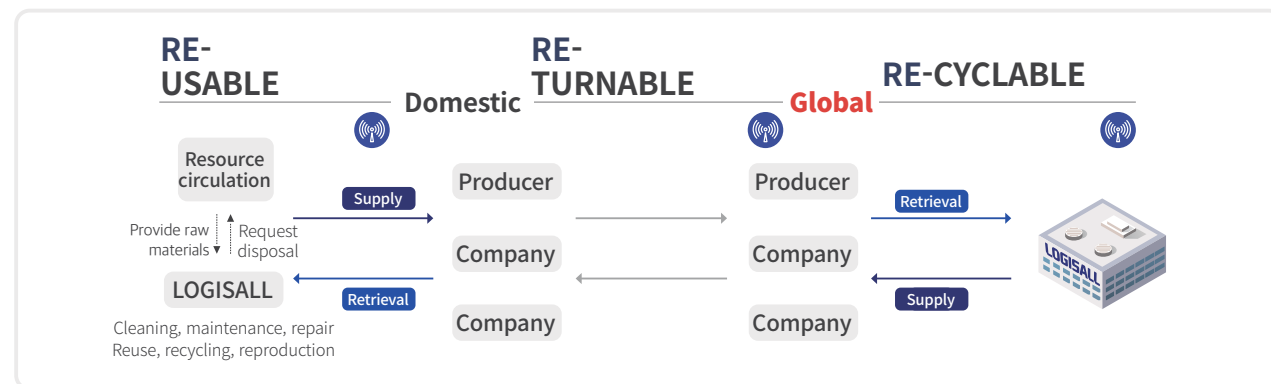 RE-
USABLE
RE-
TURNABLE
RE-CYCLABLE
Domestic
Global
Resource
circulation
Provide raw
materials
Request
disposal
LOGISALL
Cleaning, maintenance, repair
Reuse, recycling, reproduction
Supply
Retrieval
Producer
Company
Company
Producer
Company
Company
Retrieval
Supply
LOGISALL